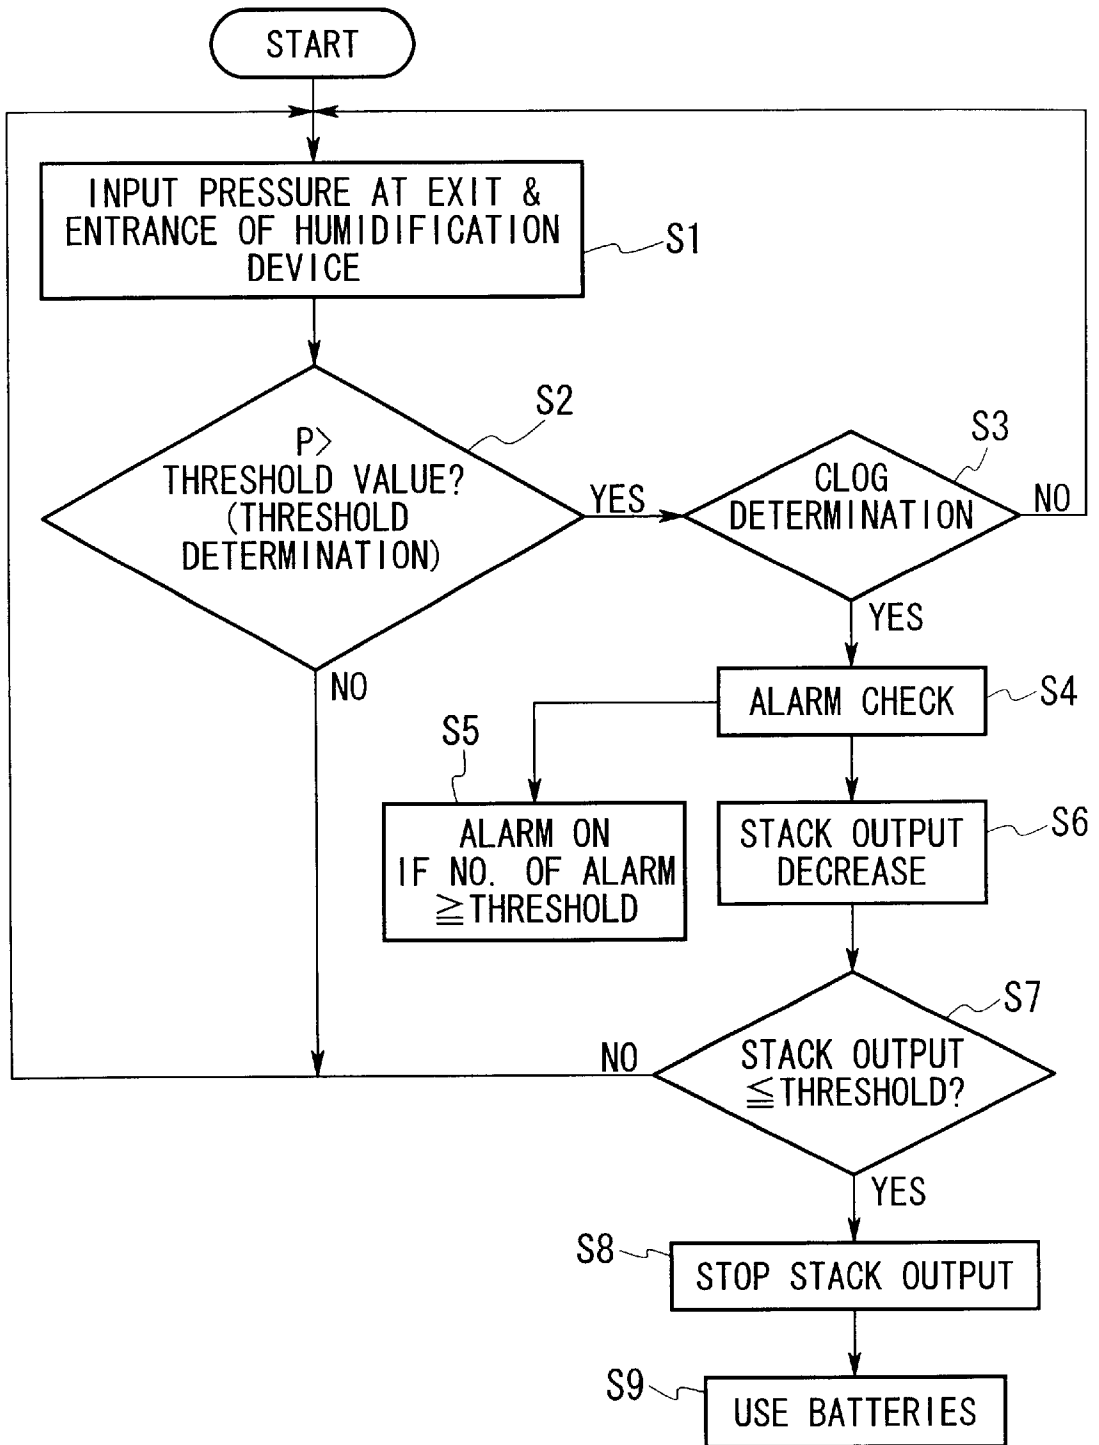 START
INPUT PRESSURE AT EXIT &
ENTRANCE OF HUMIDIFICATION
DEVICE
S1
P>
THRESHOLD VALUE?
(THRESHOLD
DETERMINATION)
S2
YES
NO
CLOG
DETERMINATION
S3
NO
YES
ALARM CHECK
S4
S5
ALARM ON
IF NO. OF ALARM
≧THRESHOLD
STACK OUTPUT
DECREASE
S6
STACK OUTPUT
≦THRESHOLD?
S7
NO
YES
S8
STOP STACK OUTPUT
S9
USE BATTERIES